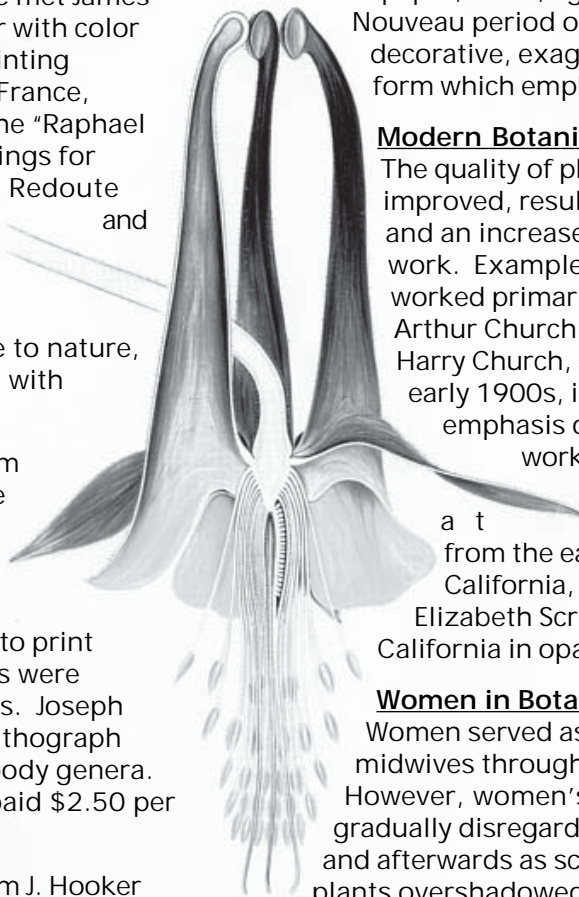 e met James
r with color
inting
France,
he “Raphael
ings for
Redoute
and
e to nature,
with
m
e
to print
s were
s. Joseph
thograph
ody genera.
paid $2.50 per
m J. Hooker
Nouveau period o
decorative, exag
form which empl
Modern Botani
The quality of pl
improved, resul
and an increase
work. Example
worked primar
Arthur Church
Harry Church,
early 1900s, i
emphasis o
work
a t
from the ea
California,
Elizabeth Scr
California in opa
Women in Bota
Women served as
midwives through
However, women’s
gradually disregard
and afterwards as sc
plants overshadowed